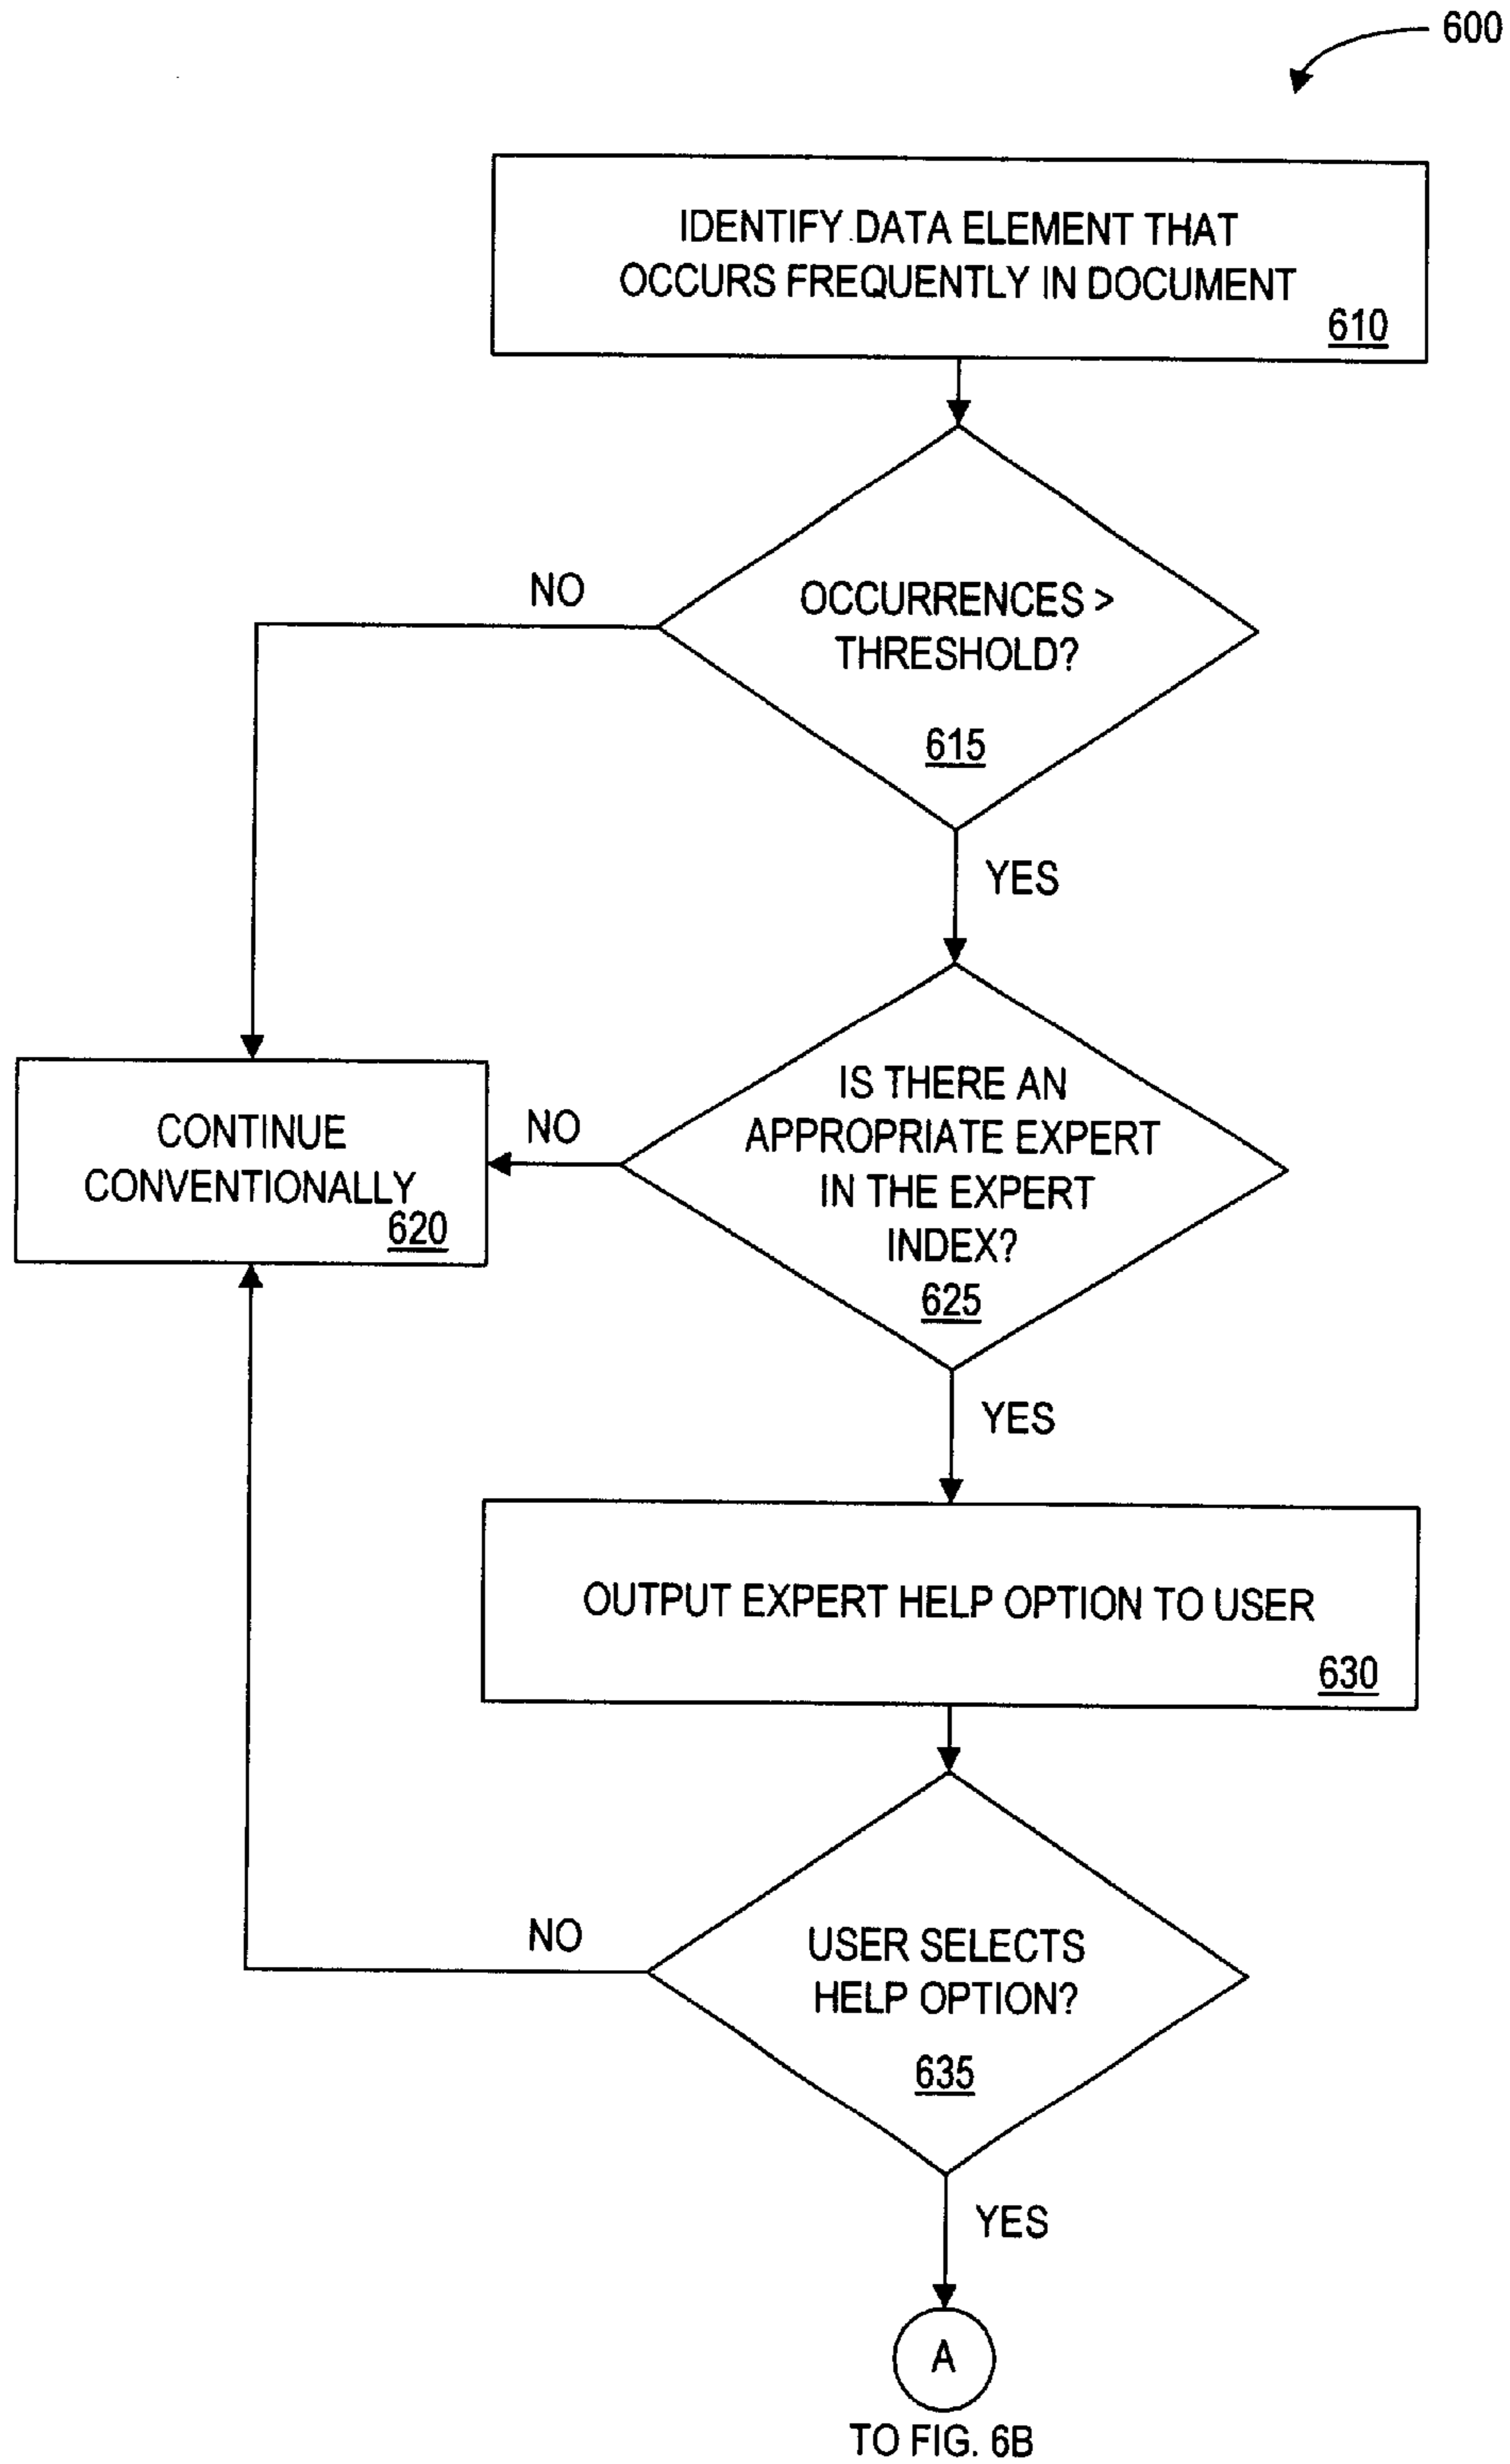 600
IDENTIFY DATA ELEMENT THAT
OCCURS FREQUENTLY IN DOCUMENT
610
NO
OCCURRENCES >
THRESHOLD?
615
YES
CONTINUE
CONVENTIONALLY
620
NO
IS THERE AN
APPROPRIATE EXPERT
IN THE EXPERT
INDEX?
625
YES
OUTPUT EXPERT HELP OPTION TO USER
630
NO
USER SELECTS
HELP OPTION?
635
YES
A
TO FIG. 6B